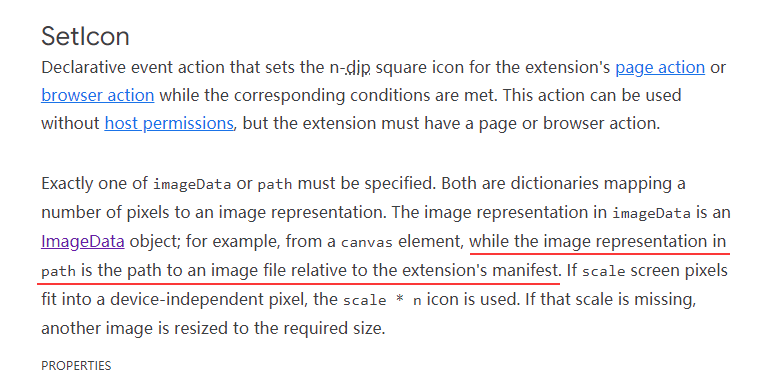 SetIcon
Declarative event action that sets the n-dip square icon for the extension's page action or
browser action while the corresponding conditions are met. This action can be used
without host permissions, but the extension must have a page or browser action.
Exactly one of imageData or path must be specified. Both are dictionaries mapping a
number of pixels to an image representation. The image representation in imageData is an
ImageData object; for example, from a canvas element, while the image representation in
path is the path to an image file relative to the extension's manifest. If scale screen pixels
fit into a device-independent pixel, the scale * n icon is used. If that scale is missing,
another image is resized to the required size.
PROPERTIES